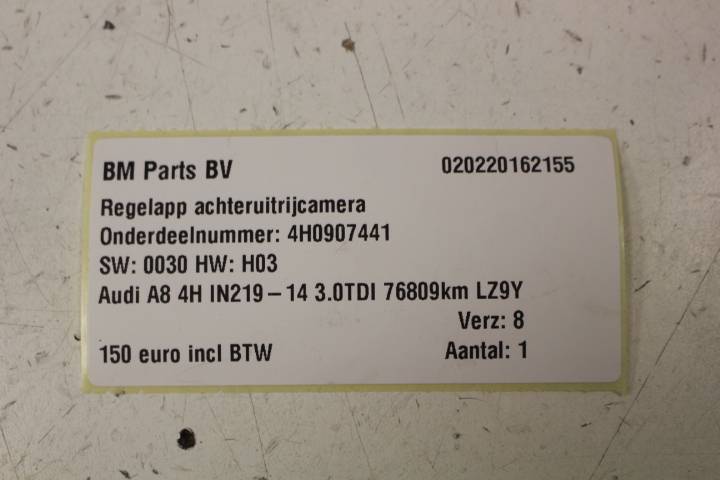 BM Parts BV 020220162155
Regelapp achteruitrijcamera
Onderdeelnummer: 4H0907441
SW: 0030 HW: H03
Audi A8 4H IN219 – 14 3.0TDI 76809km LZ9Y
Verz: 8
150 euro incl BTW Aantal: 1